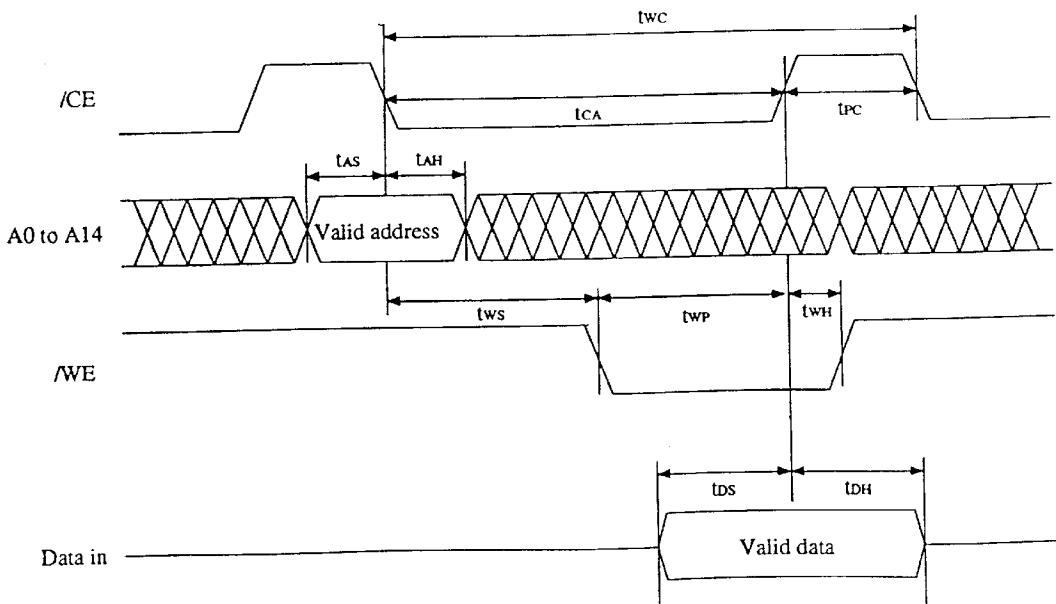 tWC
/CE
tCA
tPC
tAS
tAH
A0 to A14
Valid address
tWS
tWP
tWH
/WE
tDS
tDH
Data in
Valid data